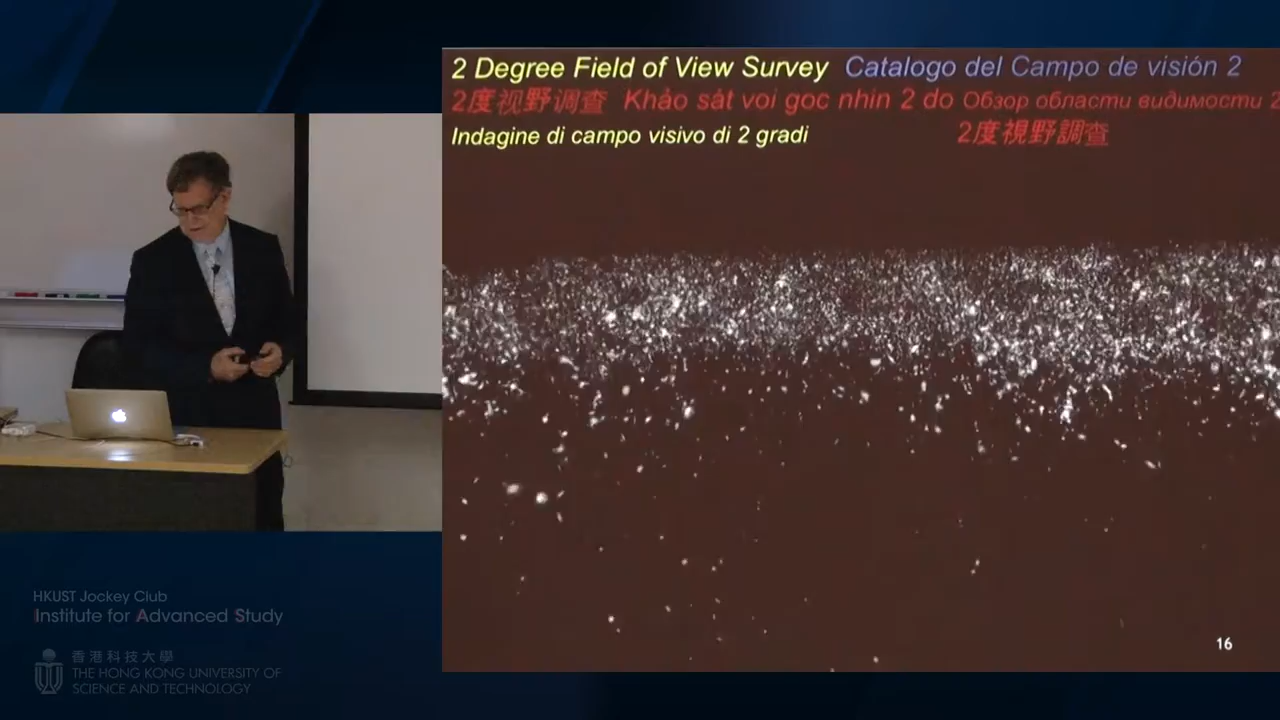 2 Degree Field of View Survey Catalogo del Campo de visión 2
2度视野调查 Khảo sát voi goc nhin 2 do Обзор области видимости 2
Indagine di campo visivo di 2 gradi 2度視野調查
16
HKUST Jockey Club
Institute for Advanced Study
香港科技大學
THE HONG KONG UNIVERSITY OF
SCIENCE AND TECHNOLOGY